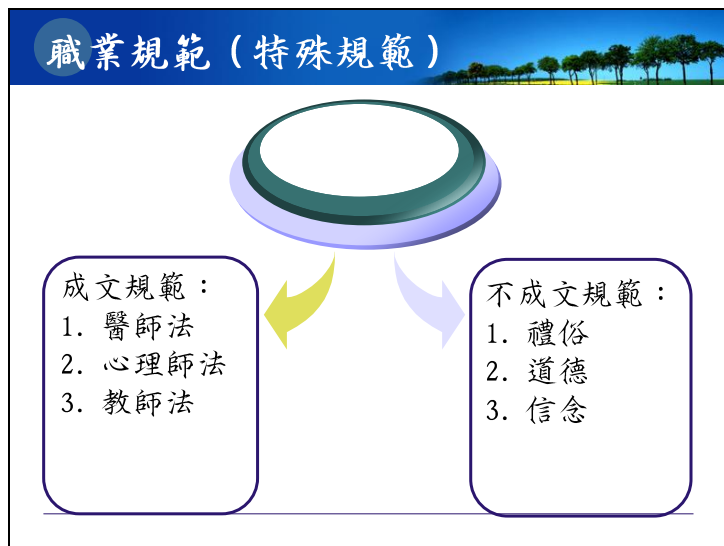 職業規範（特殊規範）
成文規範：
1. 醫師法
2. 心理師法
3. 教師法
不成文規範：
1. 禮俗
2. 道德
3. 信念